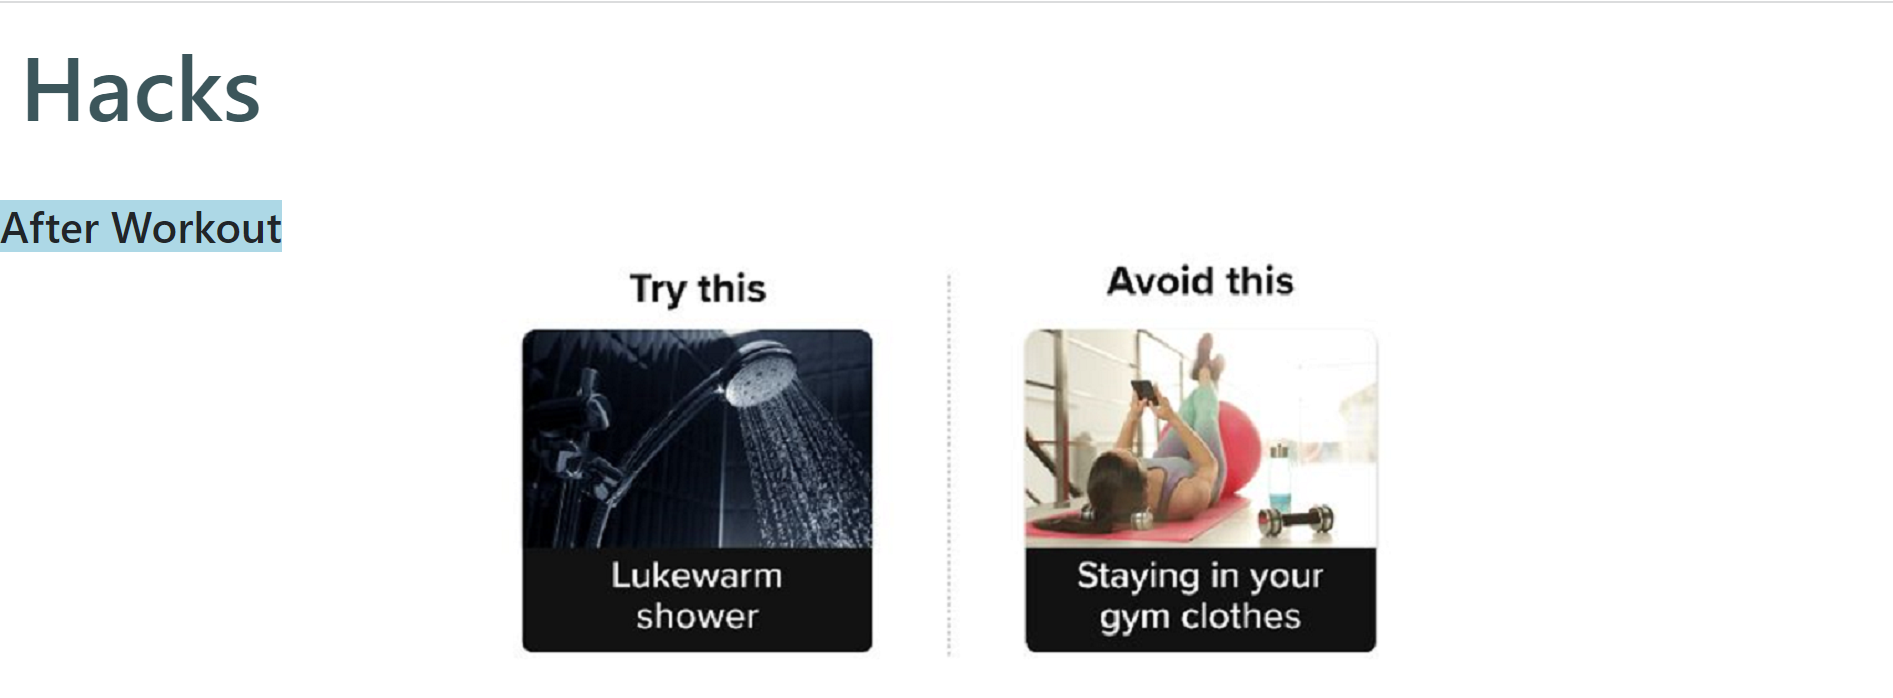 Hacks
After Workout
Try this
Avoid this
Lukewarm
shower
Staying in your
gym clothes